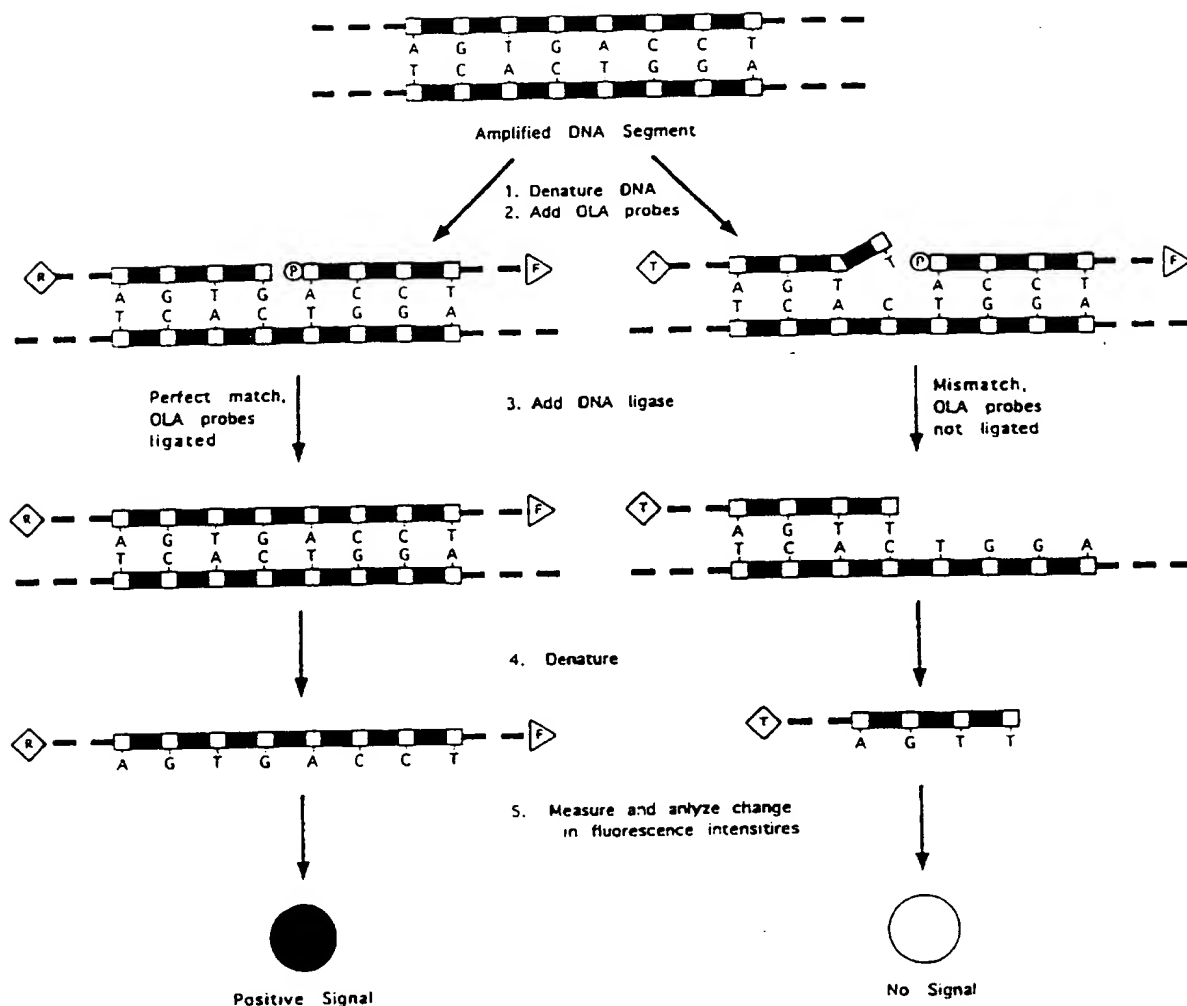 A G T G A C C T
T C A C T G G A
Amplified DNA Segment
1. Denature DNA
2. Add OLA probes
R P F
A G T G A C C T
T C A C T G G A
T P F
A G T T A C C T
T C A C T G G A
Perfect match,
OLA probes
ligated
3. Add DNA ligase
Mismatch,
OLA probes
not ligated
R F
A G T G A C C T
T C A C T G G A
T
A G T T
T C A C T G G A
4. Denature
R F
A G T G A C C T
T
A G T T
5. Measure and anlyze change
in fluorescence intensitires
Positive Signal
No Signal